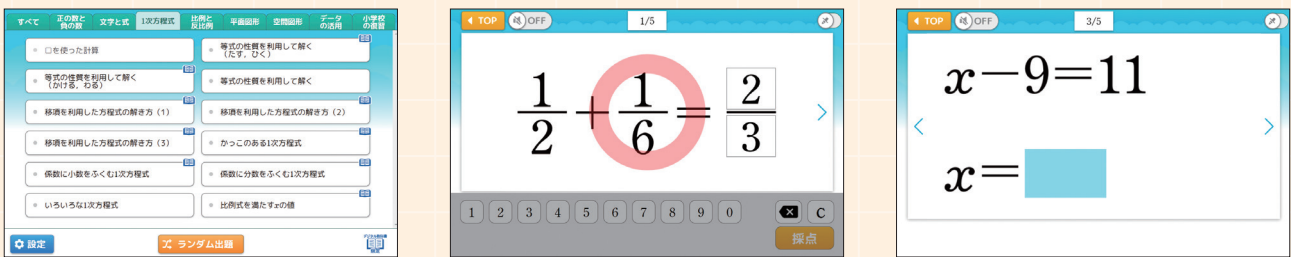 すべて
正の数と
負の数
文字と式
1次方程式
比例と
反比例
平面図形
空間図形
データ
の活用
小学校
の復習
□を使った計算
等式の性質を利用して解く
(たす，ひく)
等式の性質を利用して解く
(かける，わる)
等式の性質を利用して解く
移項を利用した方程式の解き方(1)
移項を利用した方程式の解き方(2)
移項を利用した方程式の解き方(3)
かっこのある1次方程式
係数に小数をふくむ1次方程式
係数に分数をふくむ1次方程式
いろいろな1次方程式
比例式を満たすxの値
設定
ランダム出題
TOP OFF 1/5
1/2 + 1/6 = 2/3
1 2 3 4 5 6 7 8 9 0 C
採点
TOP OFF 3/5
x−9=11
x=